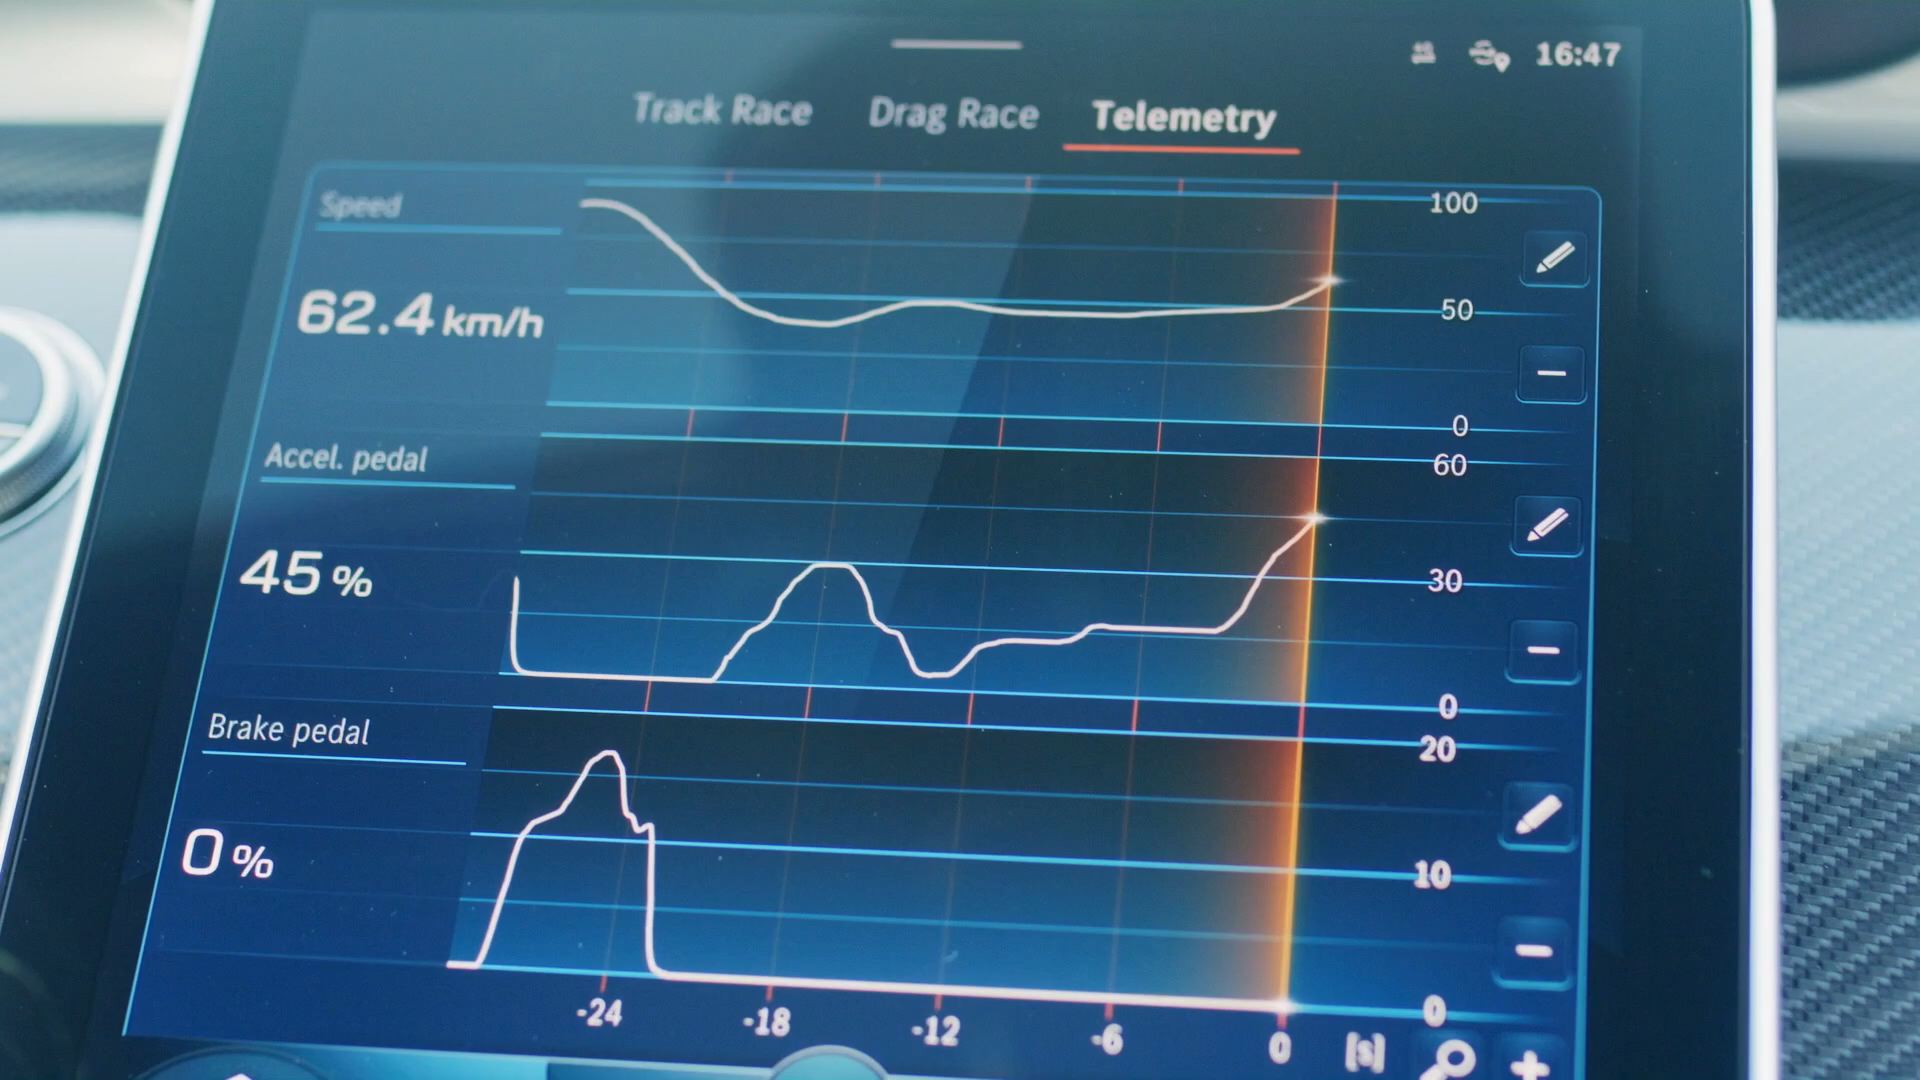 16:47
Track Race Drag Race Telemetry
Speed
62.4 km/h
100
50
0
Accel. pedal
45 %
60
30
0
Brake pedal
0 %
20
10
0
-24 -18 -12 -6 0 [s]